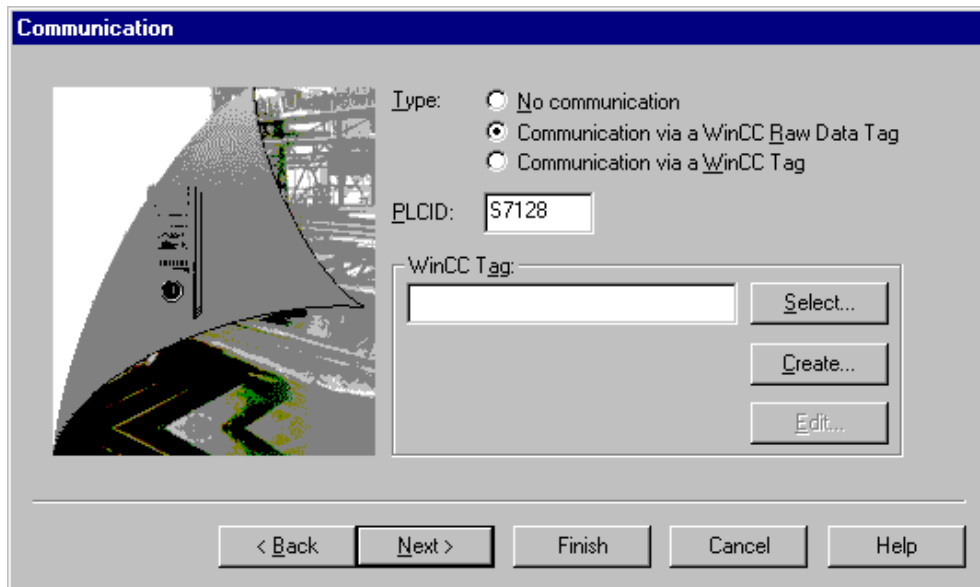 Communication
Type:
No communication
Communication via a WinCC Raw Data Tag
Communication via a WinCC Tag
PLCID: S7128
WinCC Tag:
Select...
Create...
Edit...
< Back Next > Finish Cancel Help